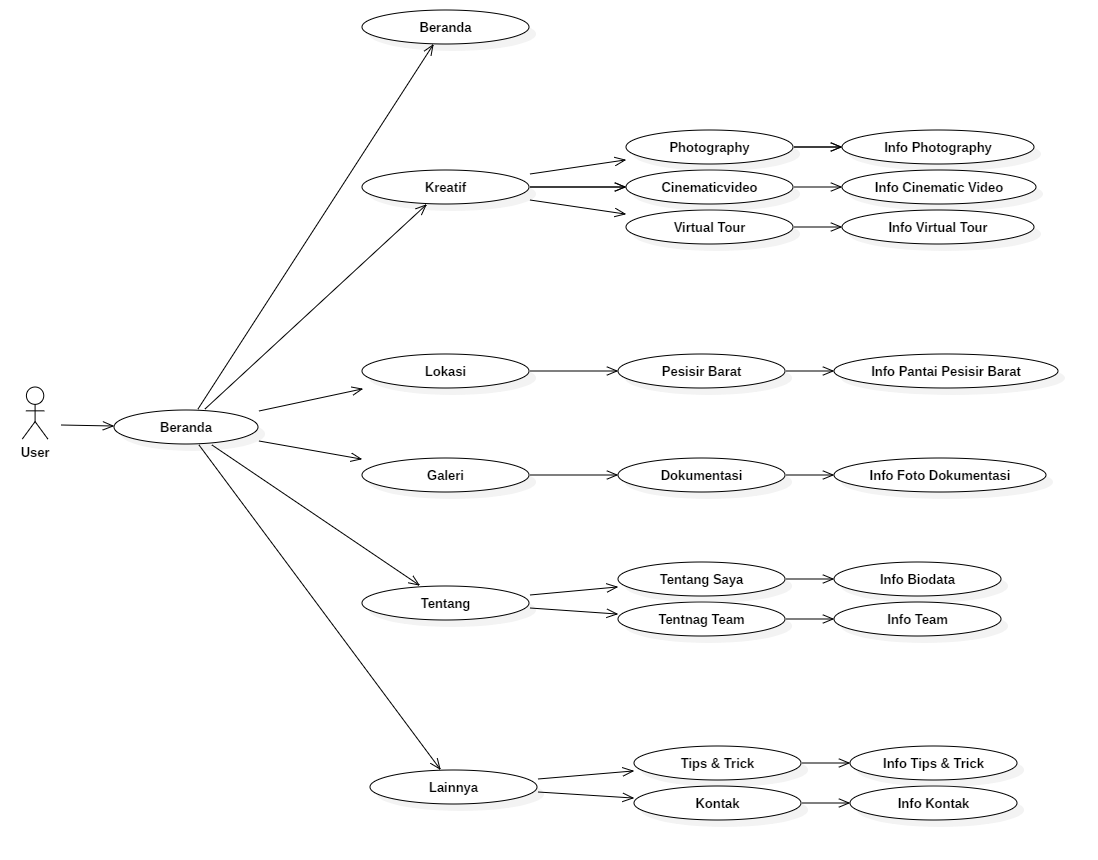 Beranda
Photography
Info Photography
Kreatif
Cinematicvideo
Info Cinematic Video
Virtual Tour
Info Virtual Tour
Lokasi
Pesisir Barat
Info Pantai Pesisir Barat
User
Beranda
Galeri
Dokumentasi
Info Foto Dokumentasi
Tentang
Tentang Saya
Info Biodata
Tentnag Team
Info Team
Lainnya
Tips & Trick
Info Tips & Trick
Kontak
Info Kontak